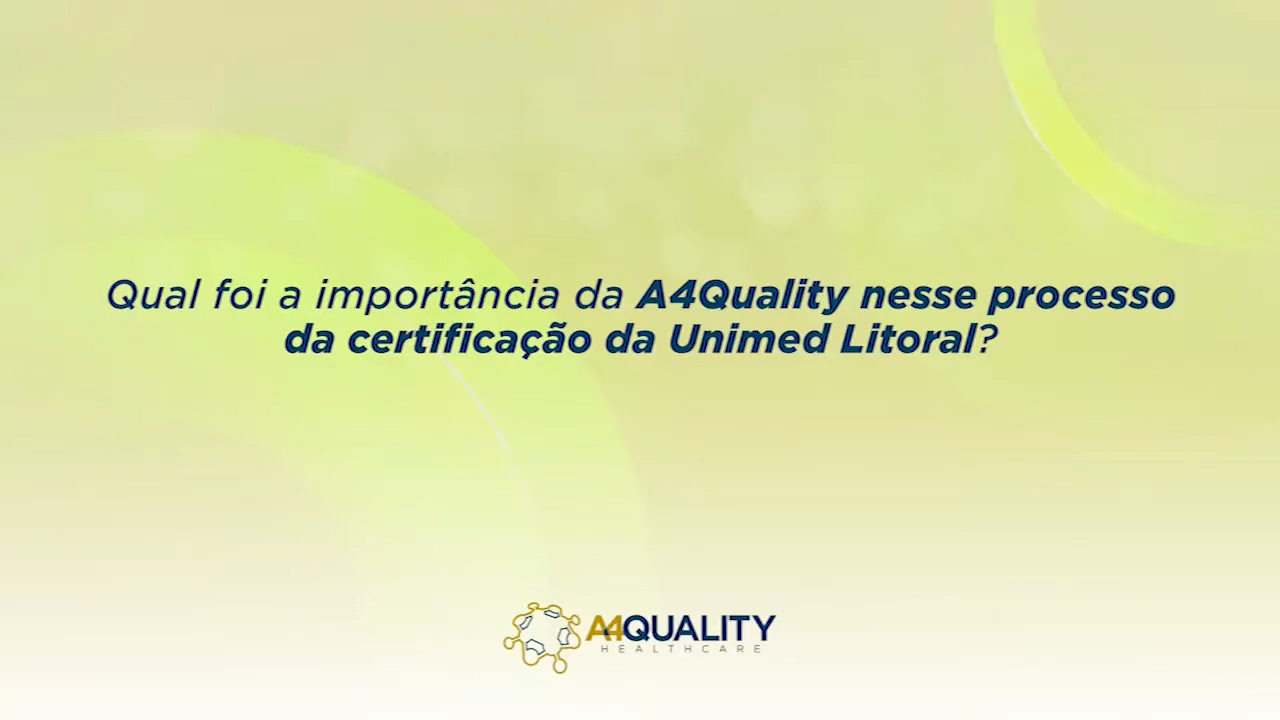 Qual foi a importância da A4Quality nesse processo
da certificação da Unimed Litoral?
A4QUALITY
HEALTHCARE